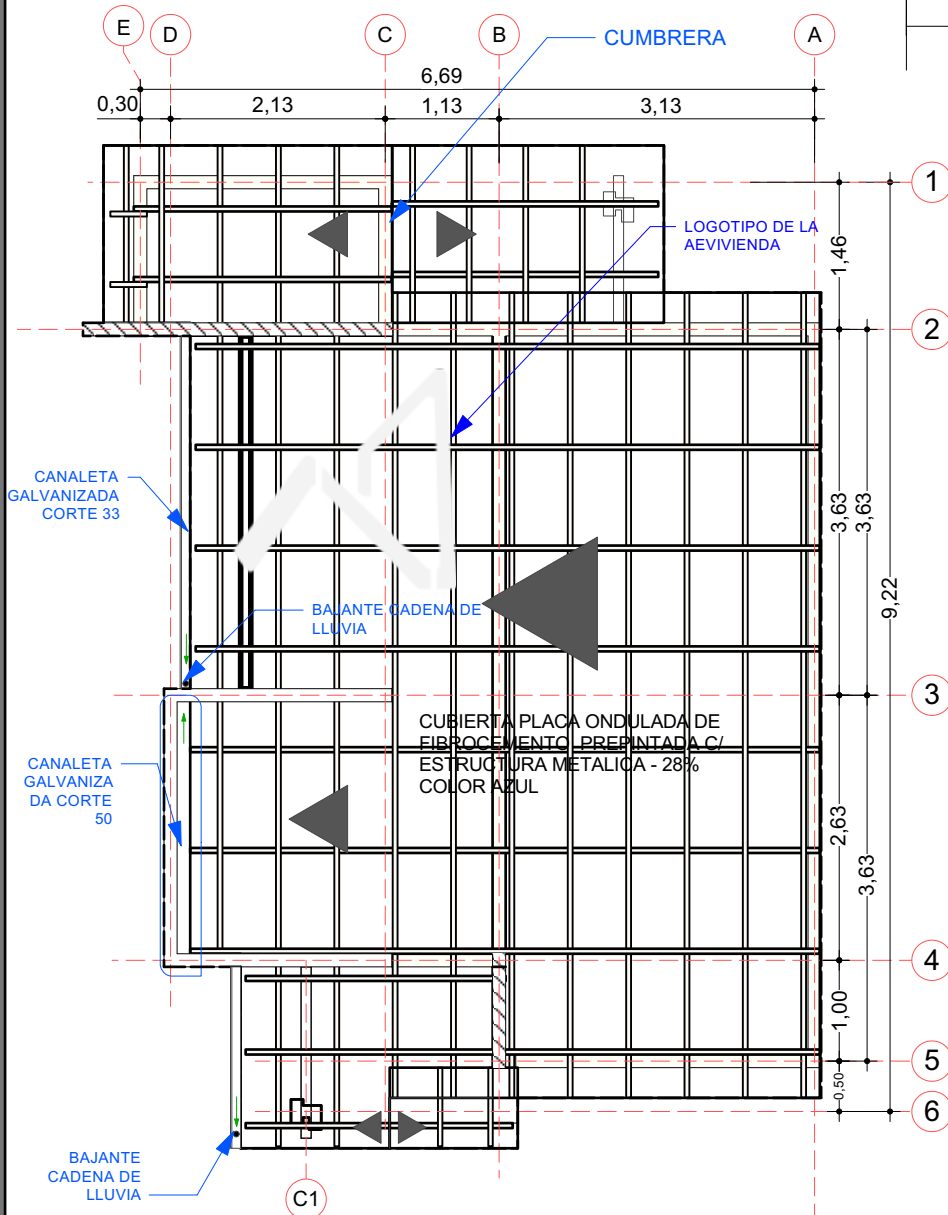 E
D
C
B
A
CUMBRERA
6,69
0,30
2,13
1,13
3,13
1
LOGOTIPO DE LA
AEVIVIENDA
1,46
2
CANALETA
GALVANIZADA
CORTE 33
3,63
3,63
9,22
BAJANTE CADENA DE
LLUVIA
3
CUBIERTA PLACA ONDULADA DE
FIBROCEMENTO PREPINTADA C/
ESTRUCTURA METALICA - 28%
COLOR AZUL
CANALETA
GALVANIZA
DA CORTE
50
2,63
3,63
4
1,00
5
0,50
6
BAJANTE
CADENA DE
LLUVIA
C1